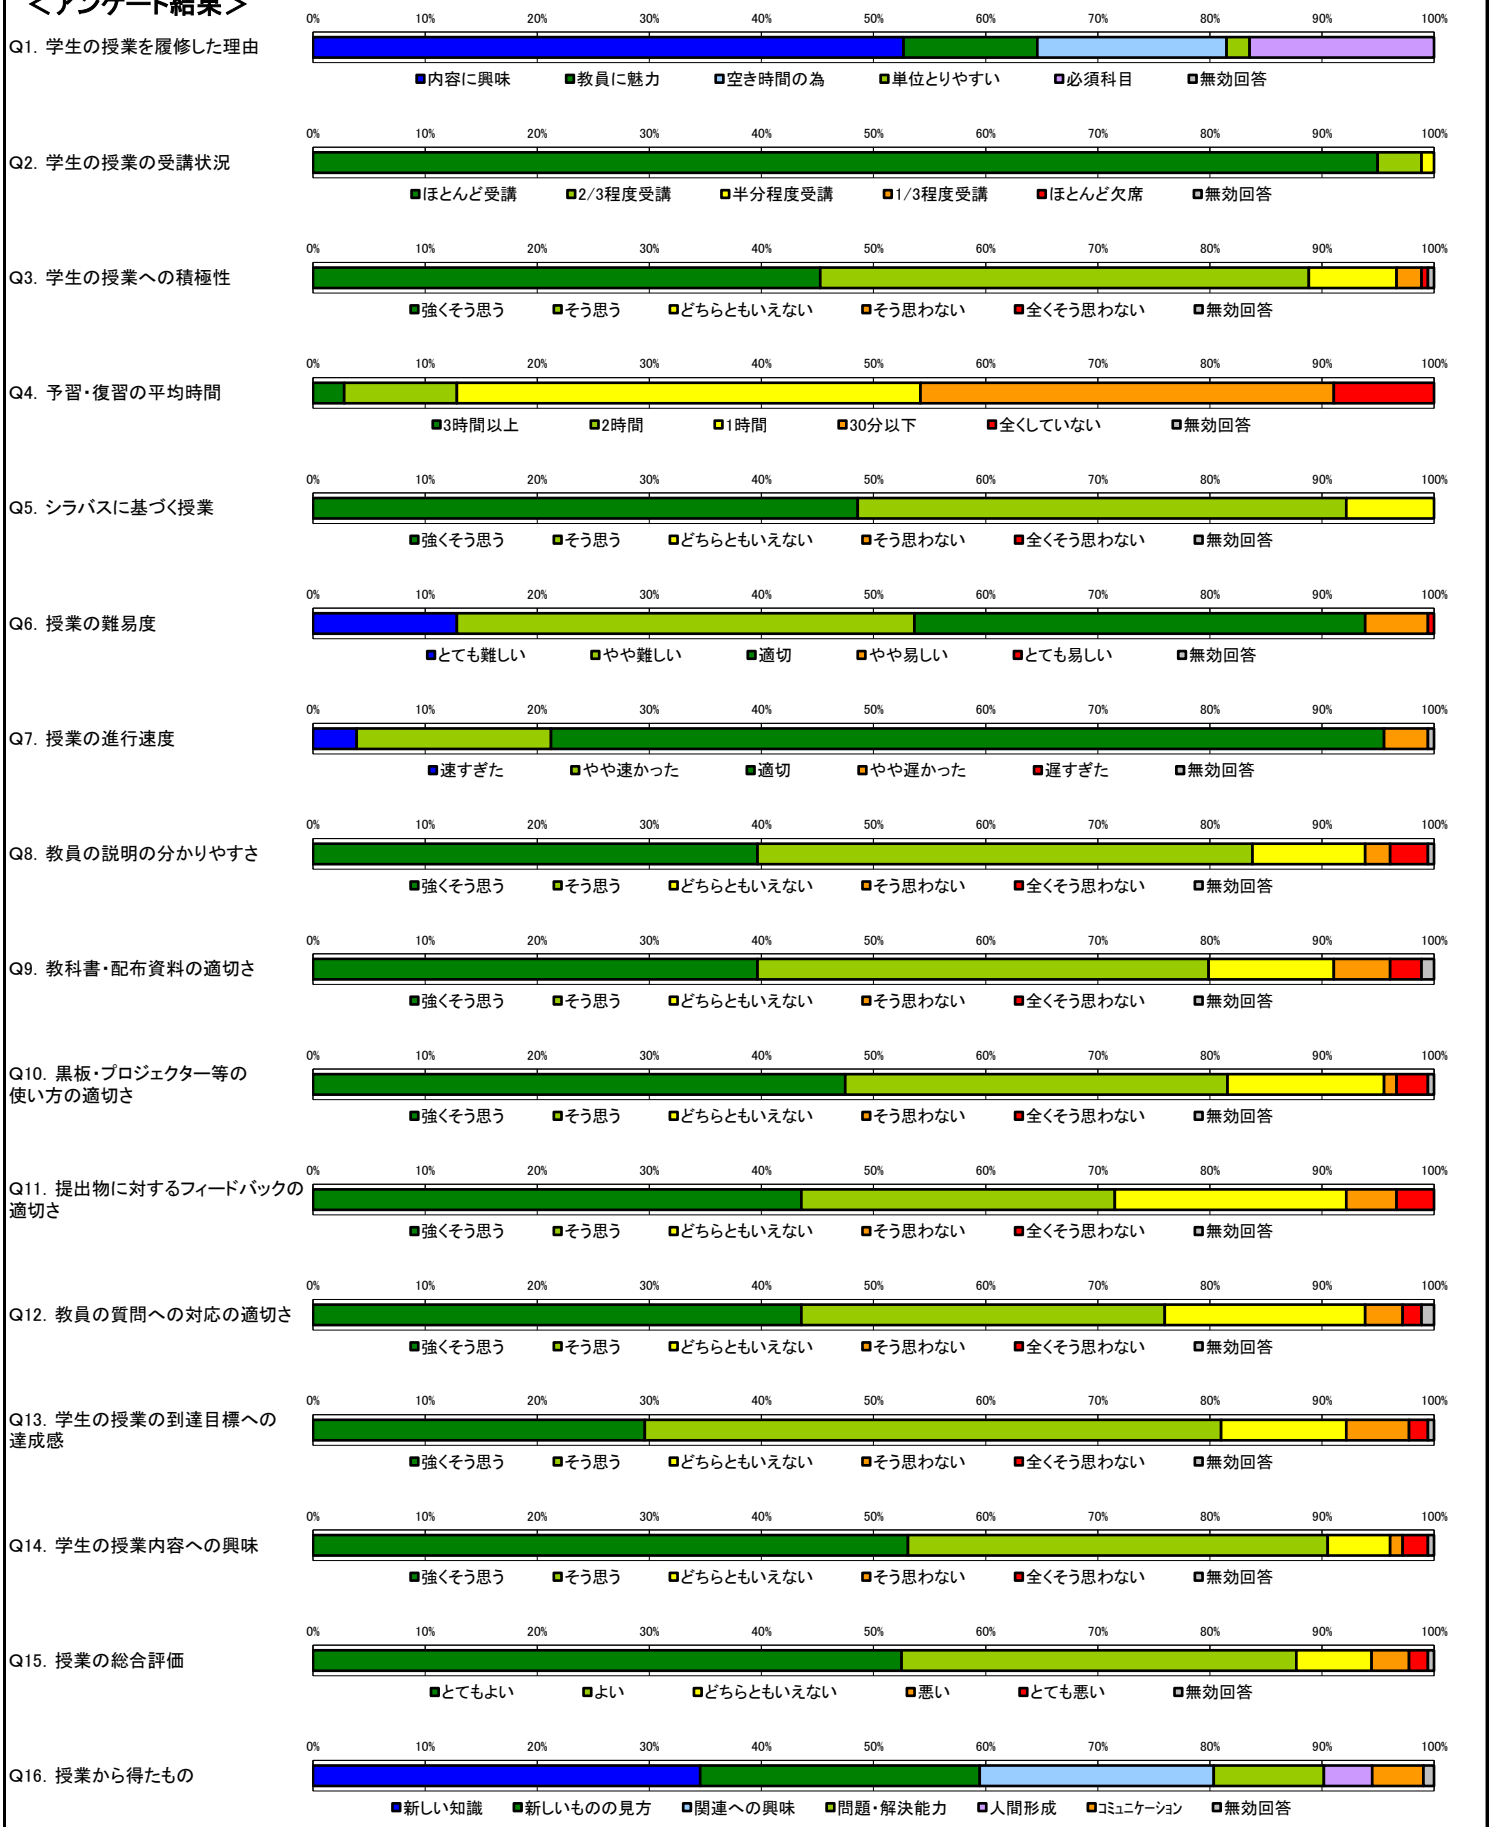 ＜アンケート結果＞
0% 10% 20% 30% 40% 50% 60% 70% 80% 90% 100%
Q1. 学生の授業を履修した理由
内容に興味 教員に魅力 空き時間の為 単位とりやすい 必須科目 無効回答
0% 10% 20% 30% 40% 50% 60% 70% 80% 90% 100%
Q2. 学生の授業の受講状況
ほとんど受講 2/3程度受講 半分程度受講 1/3程度受講 ほとんど欠席 無効回答
0% 10% 20% 30% 40% 50% 60% 70% 80% 90% 100%
Q3. 学生の授業への積極性
強くそう思う そう思う どちらともいえない そう思わない 全くそう思わない 無効回答
0% 10% 20% 30% 40% 50% 60% 70% 80% 90% 100%
Q4. 予習・復習の平均時間
3時間以上 2時間 1時間 30分以下 全くしていない 無効回答
0% 10% 20% 30% 40% 50% 60% 70% 80% 90% 100%
Q5. シラバスに基づく授業
強くそう思う そう思う どちらともいえない そう思わない 全くそう思わない 無効回答
0% 10% 20% 30% 40% 50% 60% 70% 80% 90% 100%
Q6. 授業の難易度
とても難しい やや難しい 適切 やや易しい とても易しい 無効回答
0% 10% 20% 30% 40% 50% 60% 70% 80% 90% 100%
Q7. 授業の進行速度
速すぎた やや速かった 適切 やや遅かった 遅すぎた 無効回答
0% 10% 20% 30% 40% 50% 60% 70% 80% 90% 100%
Q8. 教員の説明の分かりやすさ
強くそう思う そう思う どちらともいえない そう思わない 全くそう思わない 無効回答
0% 10% 20% 30% 40% 50% 60% 70% 80% 90% 100%
Q9. 教科書・配布資料の適切さ
強くそう思う そう思う どちらともいえない そう思わない 全くそう思わない 無効回答
0% 10% 20% 30% 40% 50% 60% 70% 80% 90% 100%
Q10. 黒板・プロジェクター等の
使い方の適切さ
強くそう思う そう思う どちらともいえない そう思わない 全くそう思わない 無効回答
0% 10% 20% 30% 40% 50% 60% 70% 80% 90% 100%
Q11. 提出物に対するフィードバックの
適切さ
強くそう思う そう思う どちらともいえない そう思わない 全くそう思わない 無効回答
0% 10% 20% 30% 40% 50% 60% 70% 80% 90% 100%
Q12. 教員の質問への対応の適切さ
強くそう思う そう思う どちらともいえない そう思わない 全くそう思わない 無効回答
0% 10% 20% 30% 40% 50% 60% 70% 80% 90% 100%
Q13. 学生の授業の到達目標への
達成感
強くそう思う そう思う どちらともいえない そう思わない 全くそう思わない 無効回答
0% 10% 20% 30% 40% 50% 60% 70% 80% 90% 100%
Q14. 学生の授業内容への興味
強くそう思う そう思う どちらともいえない そう思わない 全くそう思わない 無効回答
0% 10% 20% 30% 40% 50% 60% 70% 80% 90% 100%
Q15. 授業の総合評価
とてもよい よい どちらともいえない 悪い とても悪い 無効回答
0% 10% 20% 30% 40% 50% 60% 70% 80% 90% 100%
Q16. 授業から得たもの
新しい知識 新しいものの見方 関連への興味 問題・解決能力 人間形成 ｺﾐｭﾆｹｰｼｮﾝ 無効回答